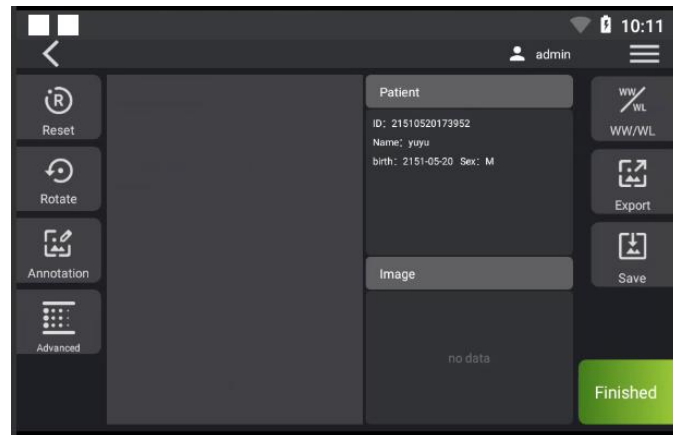 10:11
admin
R
Reset
Rotate
Annotation
Advanced
Patient
ID: 21510520173952
Name: yuyu
birth: 2151-05-20 Sex: M
Image
no data
WW/WL
WW/WL
Export
Save
Finished